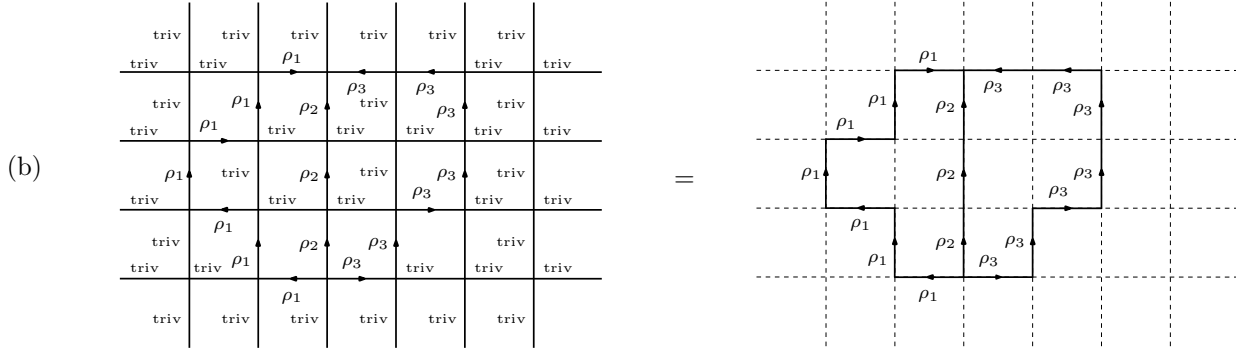 triv triv triv triv triv triv
ρ₁ ρ₁
triv triv triv triv
ρ₃ ρ₃ ρ₃ ρ₃
triv ρ₁ ρ₂ triv ρ₃ triv ρ₁ ρ₂ ρ₃
ρ₁ ρ₁
triv triv triv triv triv triv
(b) ρ₁ triv ρ₂ triv ρ₃ triv = ρ₁ ρ₂ ρ₃
ρ₃ ρ₃
triv triv triv triv triv
ρ₁ ρ₁
triv ρ₁ ρ₂ ρ₃ triv triv ρ₁ ρ₂ ρ₃
triv triv ρ₃ triv triv triv ρ₃
ρ₁ ρ₁
triv triv triv triv triv triv